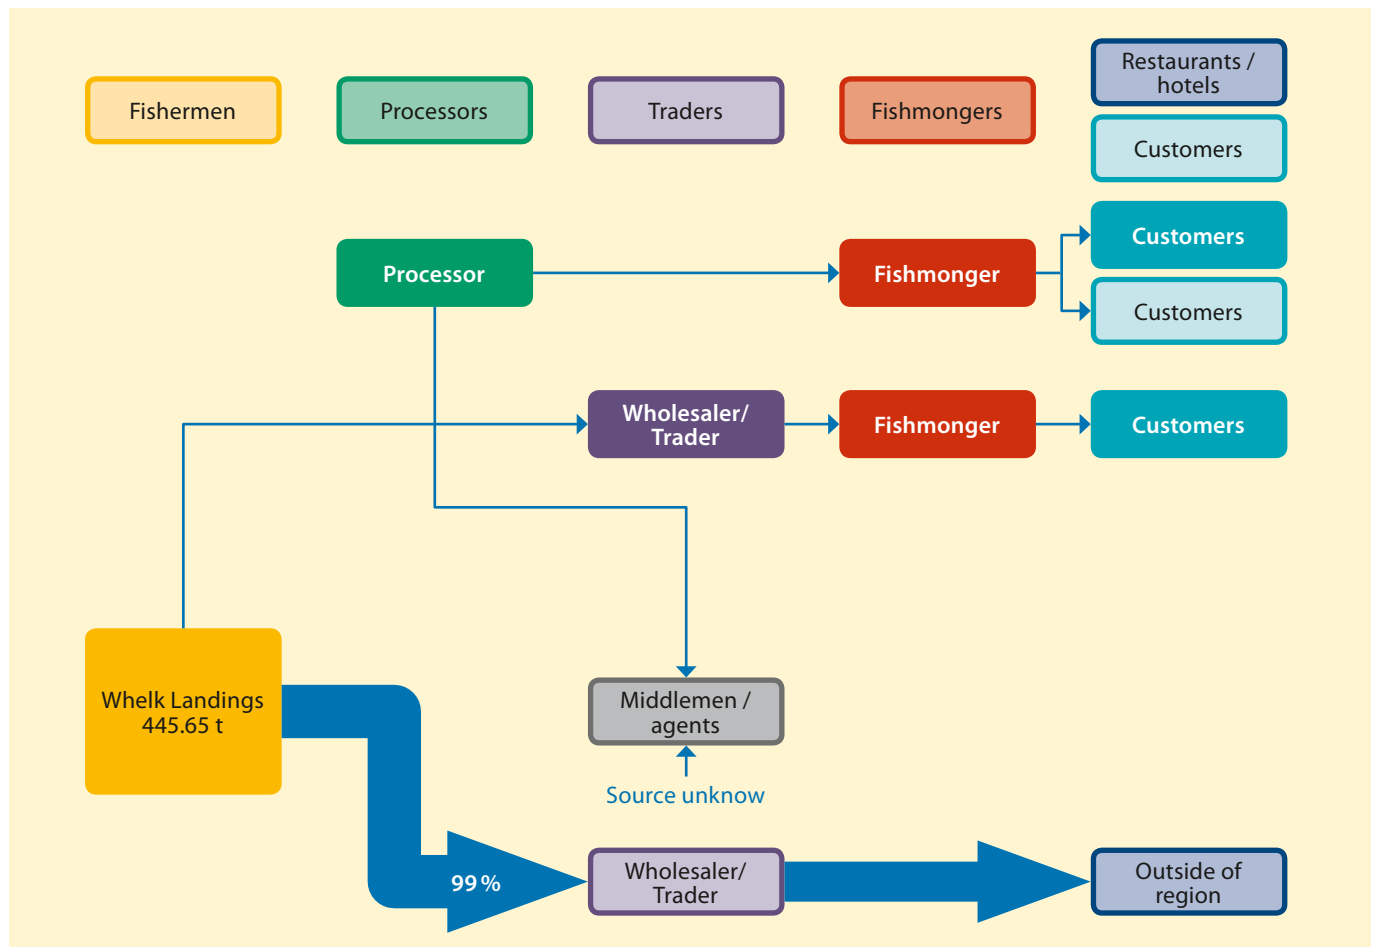 Fishermen
Processors
Traders
Fishmongers
Restaurants /
hotels
Customers
Processor
Fishmonger
Customers
Customers
Wholesaler/
Trader
Fishmonger
Customers
Whelk Landings
445.65 t
Middlemen /
agents
Source unknow
99 %
Wholesaler/
Trader
Outside of
region